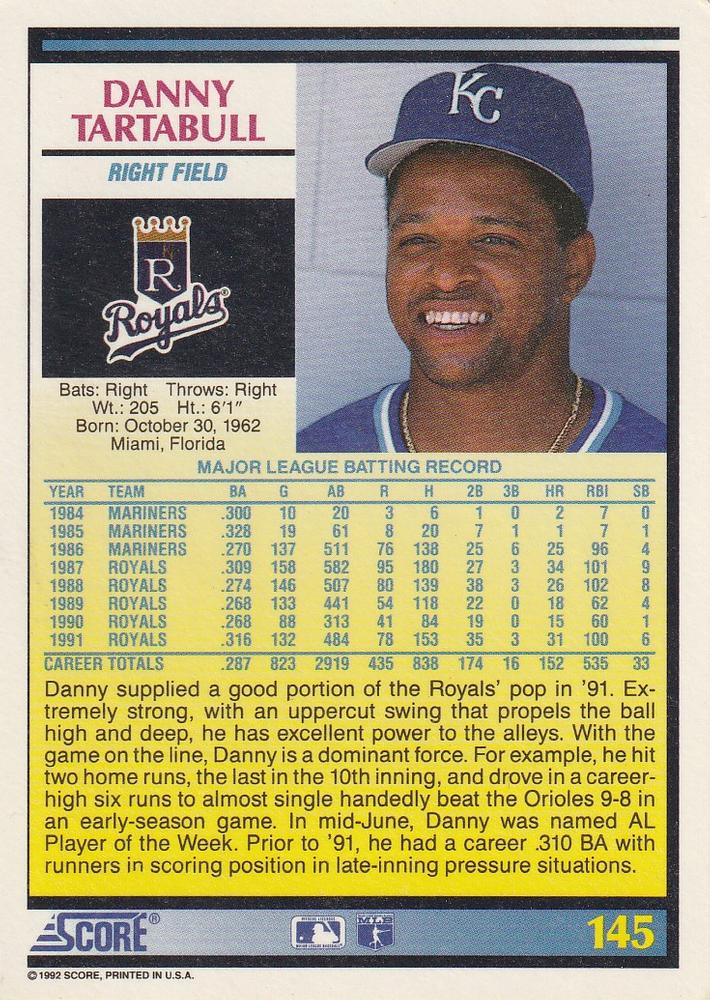 DANNY
TARTABULL
RIGHT FIELD
KC
R
Royals®
Bats: Right Throws: Right
Wt.: 205 Ht.: 6'1"
Born: October 30, 1962
Miami, Florida
MAJOR LEAGUE BATTING RECORD
YEAR TEAM BA G AB R H 2B 3B HR RBI SB
1984 MARINERS .300 10 20 3 6 1 0 2 7 0
1985 MARINERS .328 19 61 8 20 7 1 1 7 1
1986 MARINERS .270 137 511 76 138 25 6 25 96 4
1987 ROYALS .309 158 582 95 180 27 3 34 101 9
1988 ROYALS .274 146 507 80 139 38 3 26 102 8
1989 ROYALS .268 133 441 54 118 22 0 18 62 4
1990 ROYALS .268 88 313 41 84 19 0 15 60 1
1991 ROYALS .316 132 484 78 153 35 3 31 100 6
CAREER TOTALS .287 823 2919 435 838 174 16 152 535 33
Danny supplied a good portion of the Royals' pop in '91. Ex-
tremely strong, with an uppercut swing that propels the ball
high and deep, he has excellent power to the alleys. With the
game on the line, Danny is a dominant force. For example, he hit
two home runs, the last in the 10th inning, and drove in a career-
high six runs to almost single handedly beat the Orioles 9-8 in
an early-season game. In mid-June, Danny was named AL
Player of the Week. Prior to '91, he had a career .310 BA with
runners in scoring position in late-inning pressure situations.
SCORE®
MLB
145
© 1992 SCORE, PRINTED IN U.S.A.